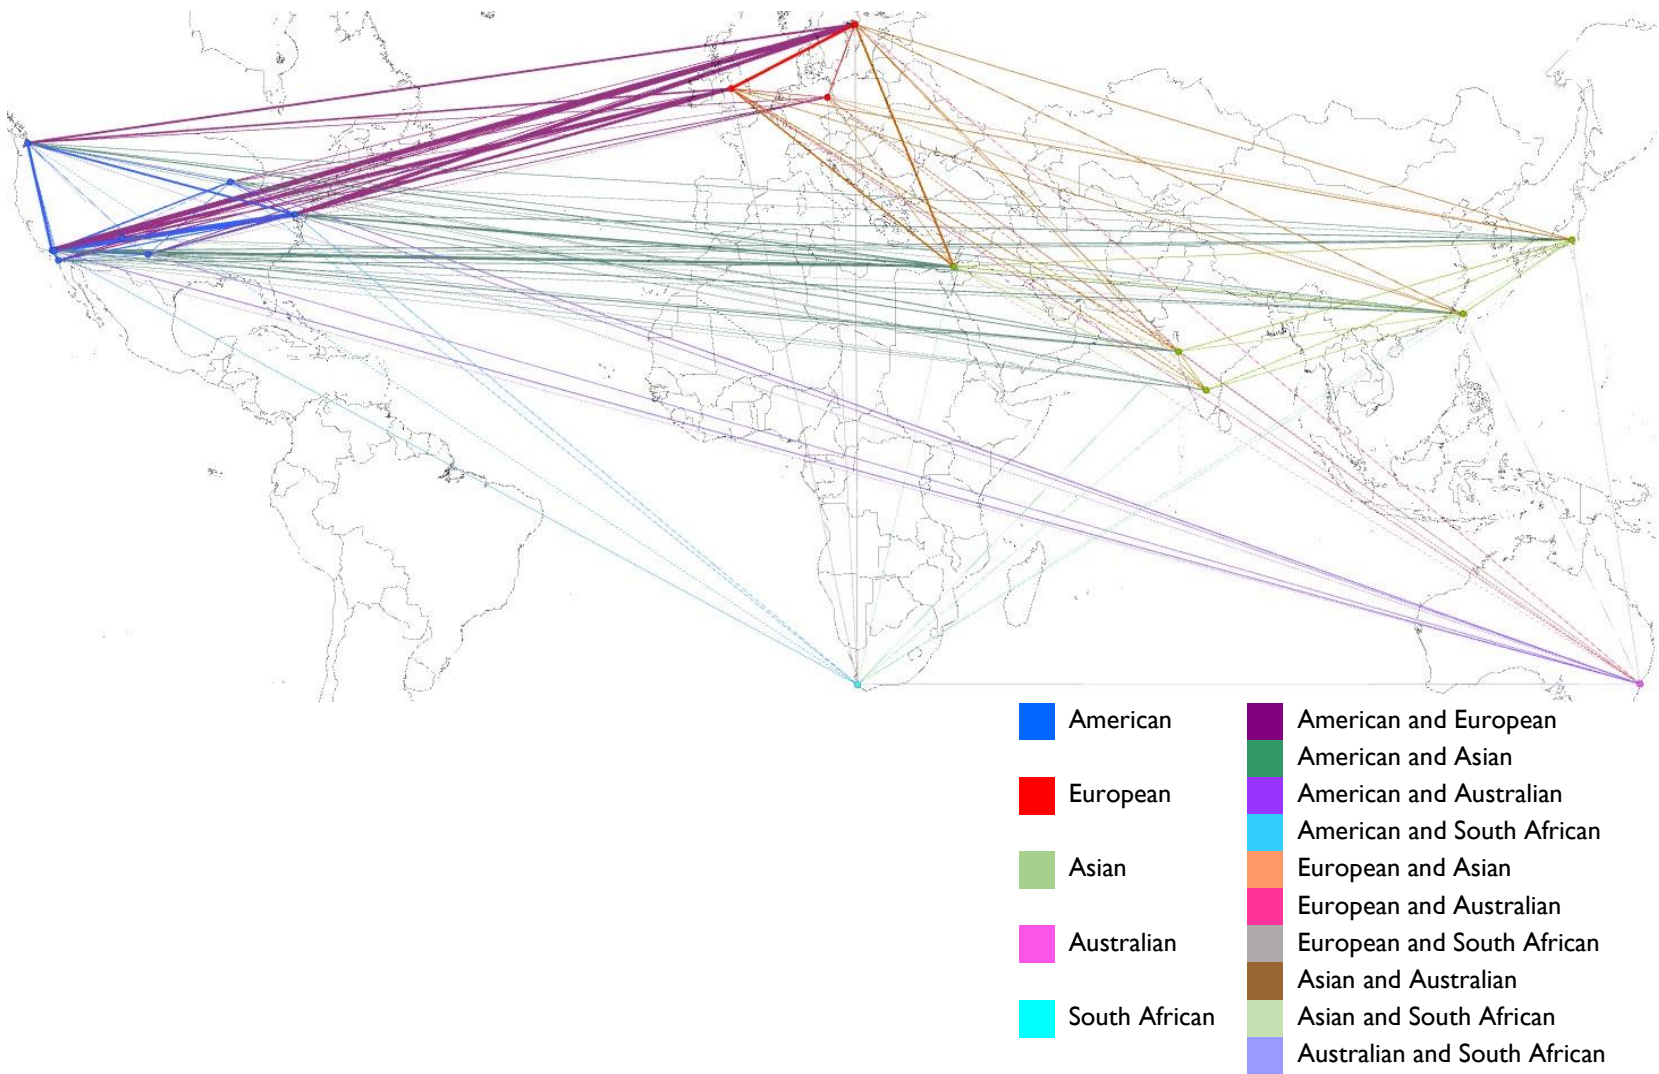 American
European
Asian
Australian
South African
American and European
American and Asian
American and Australian
American and South African
European and Asian
European and Australian
European and South African
Asian and Australian
Asian and South African
Australian and South African